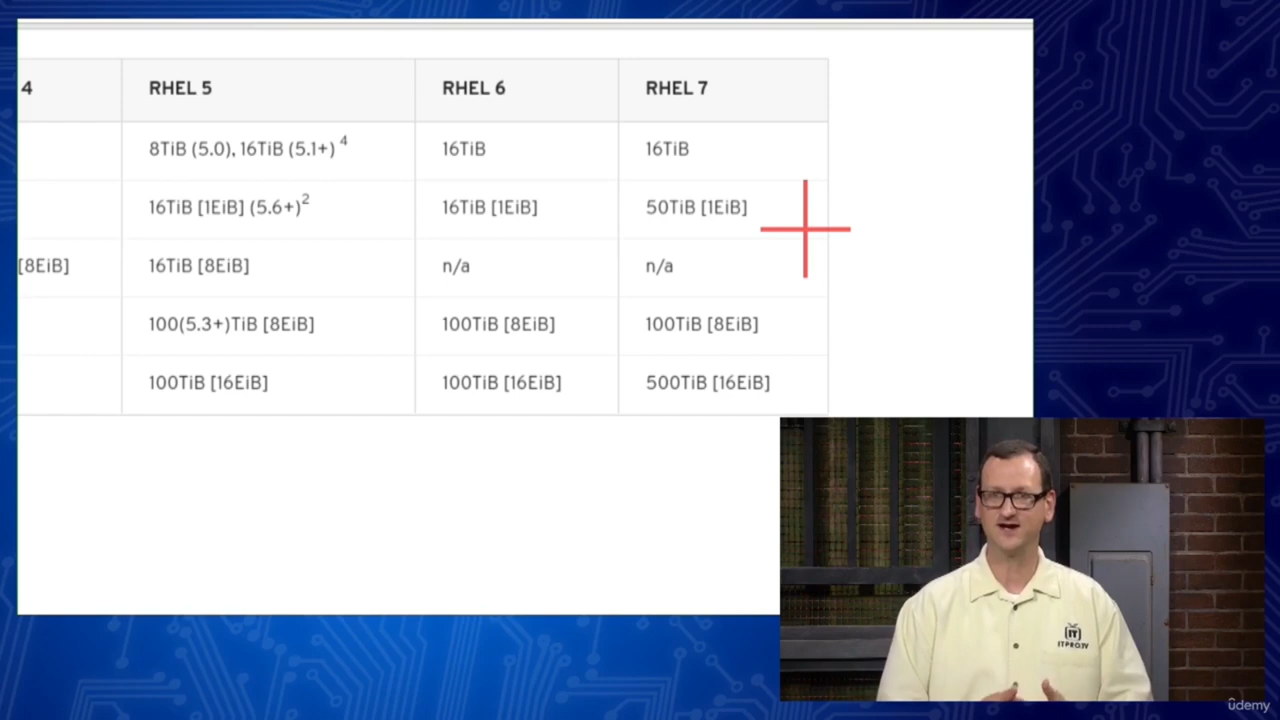 4 RHEL 5 RHEL 6 RHEL 7
8TiB (5.0), 16TiB (5.1+) 4 16TiB 16TiB
16TiB [1EiB] (5.6+)2 16TiB [1EiB] 50TiB [1EiB]
[8EiB] 16TiB [8EiB] n/a n/a
100(5.3+)TiB [8EiB] 100TiB [8EiB] 100TiB [8EiB]
100TiB [16EiB] 100TiB [16EiB] 500TiB [16EiB]
IT
ITPRO.TV
ûdemy